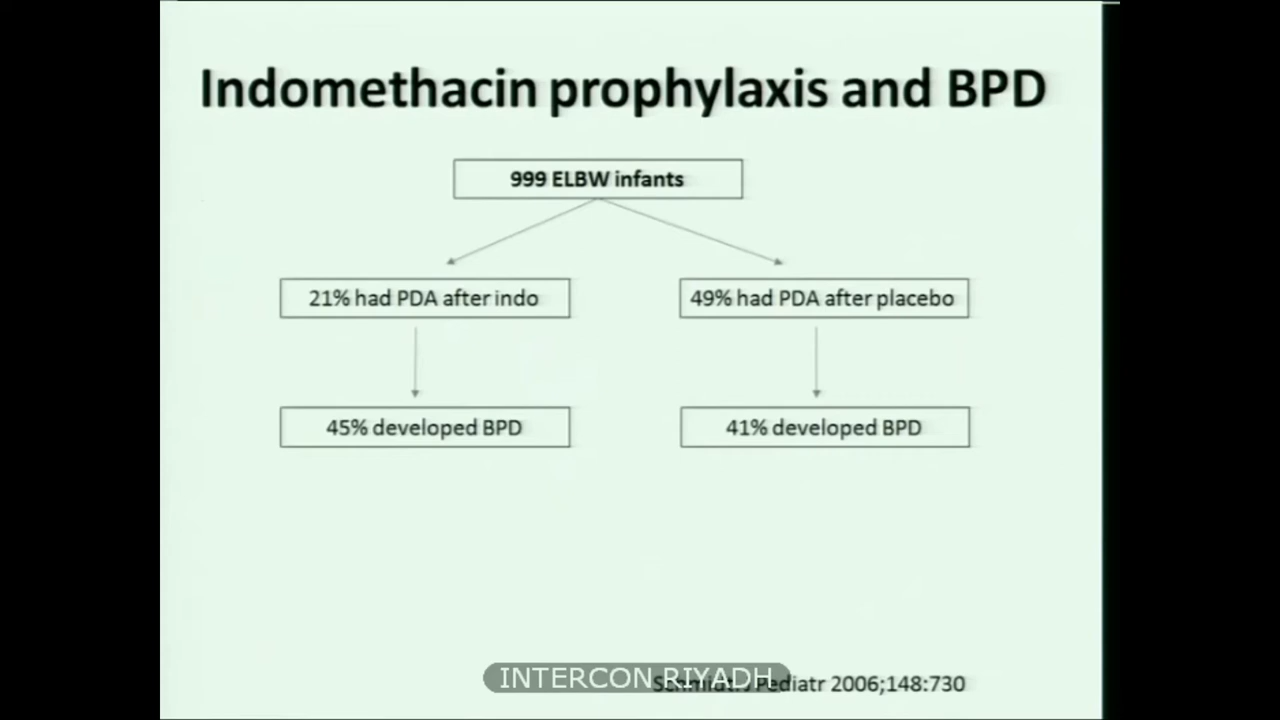 Indomethacin prophylaxis and BPD
999 ELBW infants
21% had PDA after indo
49% had PDA after placebo
45% developed BPD
41% developed BPD
INTERCON RIYADH
Pediatr 2006;148:730